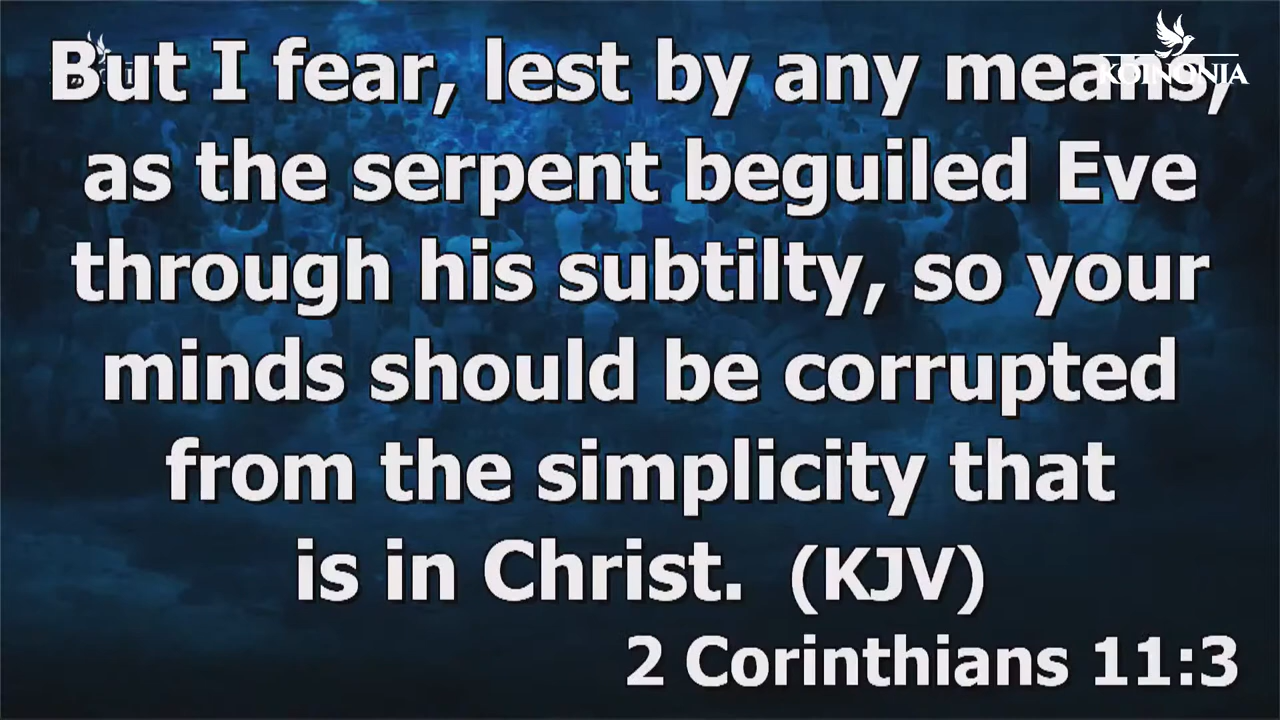 But I fear, lest by any means,
as the serpent beguiled Eve
through his subtilty, so your
minds should be corrupted
from the simplicity that
is in Christ. (KJV)
2 Corinthians 11:3
KOINONIA